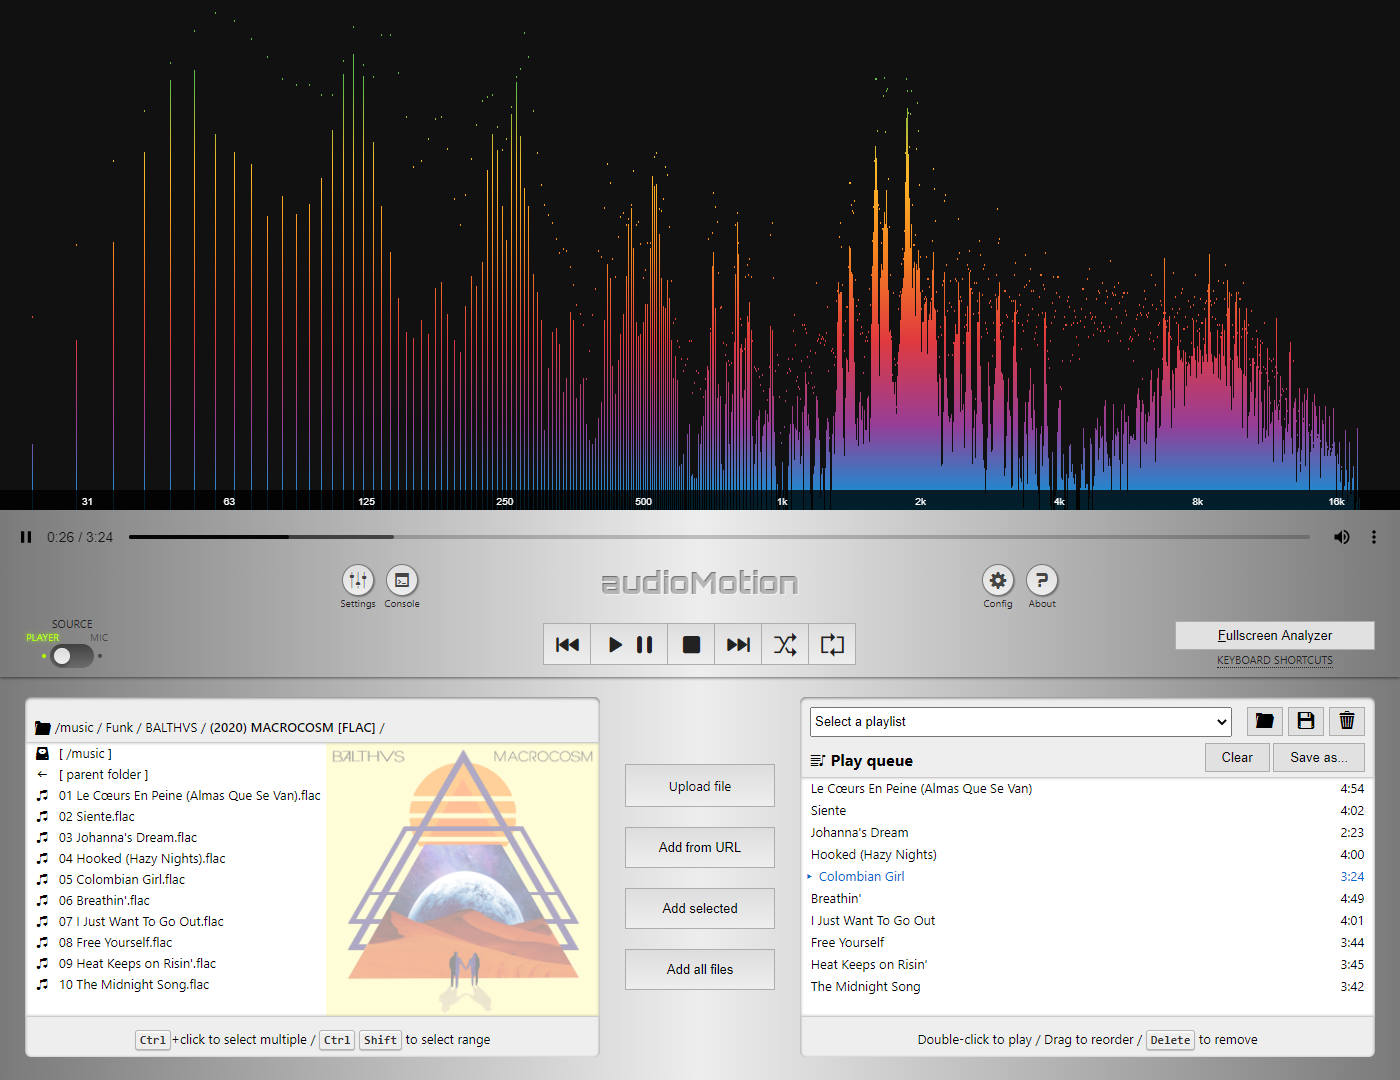 31 63 125 250 500 1k 2k 4k 8k 16k
0:26 / 3:24
audioMotion
Settings Console
Config About
SOURCE
PLAYER MIC
Fullscreen Analyzer
KEYBOARD SHORTCUTS
/music / Funk / BALTHVS / (2020) MACROCOSM [FLAC] /
[ /music ]
[ parent folder ]
01 Le Cœurs En Peine (Almas Que Se Van).flac
02 Siente.flac
03 Johanna's Dream.flac
04 Hooked (Hazy Nights).flac
05 Colombian Girl.flac
06 Breathin'.flac
07 I Just Want To Go Out.flac
08 Free Yourself.flac
09 Heat Keeps on Risin'.flac
10 The Midnight Song.flac
BALTHVS MACROCOSM
Ctrl +click to select multiple / Ctrl Shift to select range
Upload file
Add from URL
Add selected
Add all files
Select a playlist
Play queue
Clear Save as...
Le Cœurs En Peine (Almas Que Se Van) 4:54
Siente 4:02
Johanna's Dream 2:23
Hooked (Hazy Nights) 4:00
Colombian Girl 3:24
Breathin' 4:49
I Just Want To Go Out 4:01
Free Yourself 3:44
Heat Keeps on Risin' 3:45
The Midnight Song 3:42
Double-click to play / Drag to reorder / Delete to remove